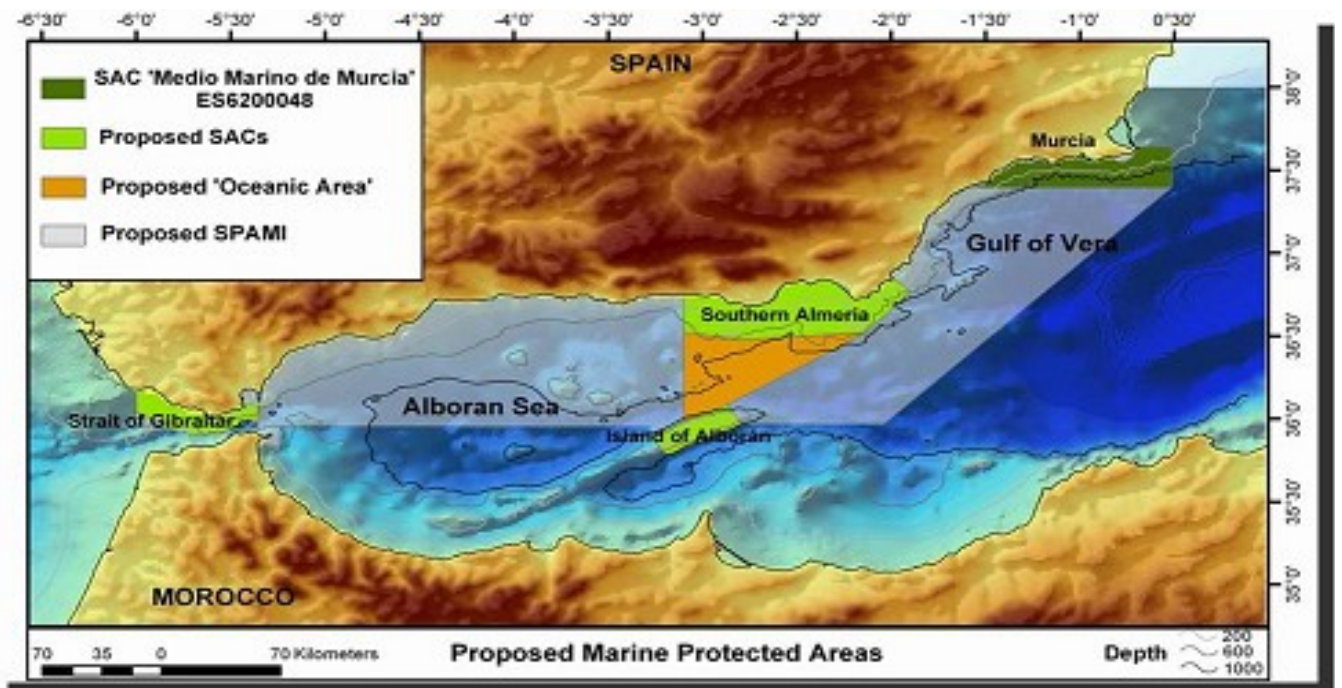 -6°30' -6°0' -5°30' -5°0' -4°30' -4°0' -3°30' -3°0' -2°30' -2°0' -1°30' -1°0' 0°30'
SPAIN
SAC 'Medio Marino de Murcia'
ES6200048
Proposed SACs
Proposed 'Oceanic Area'
Proposed SPAMI
38°0'
Murcia
37°30'
Gulf of Vera
37°0'
Southern Almeria
36°30'
Alboran Sea
Strait of Gibraltar
36°0'
Island of Alboran
35°30'
35°0'
MOROCCO
70 35 0 70 Kilometers
Proposed Marine Protected Areas
Depth
200
600
1000